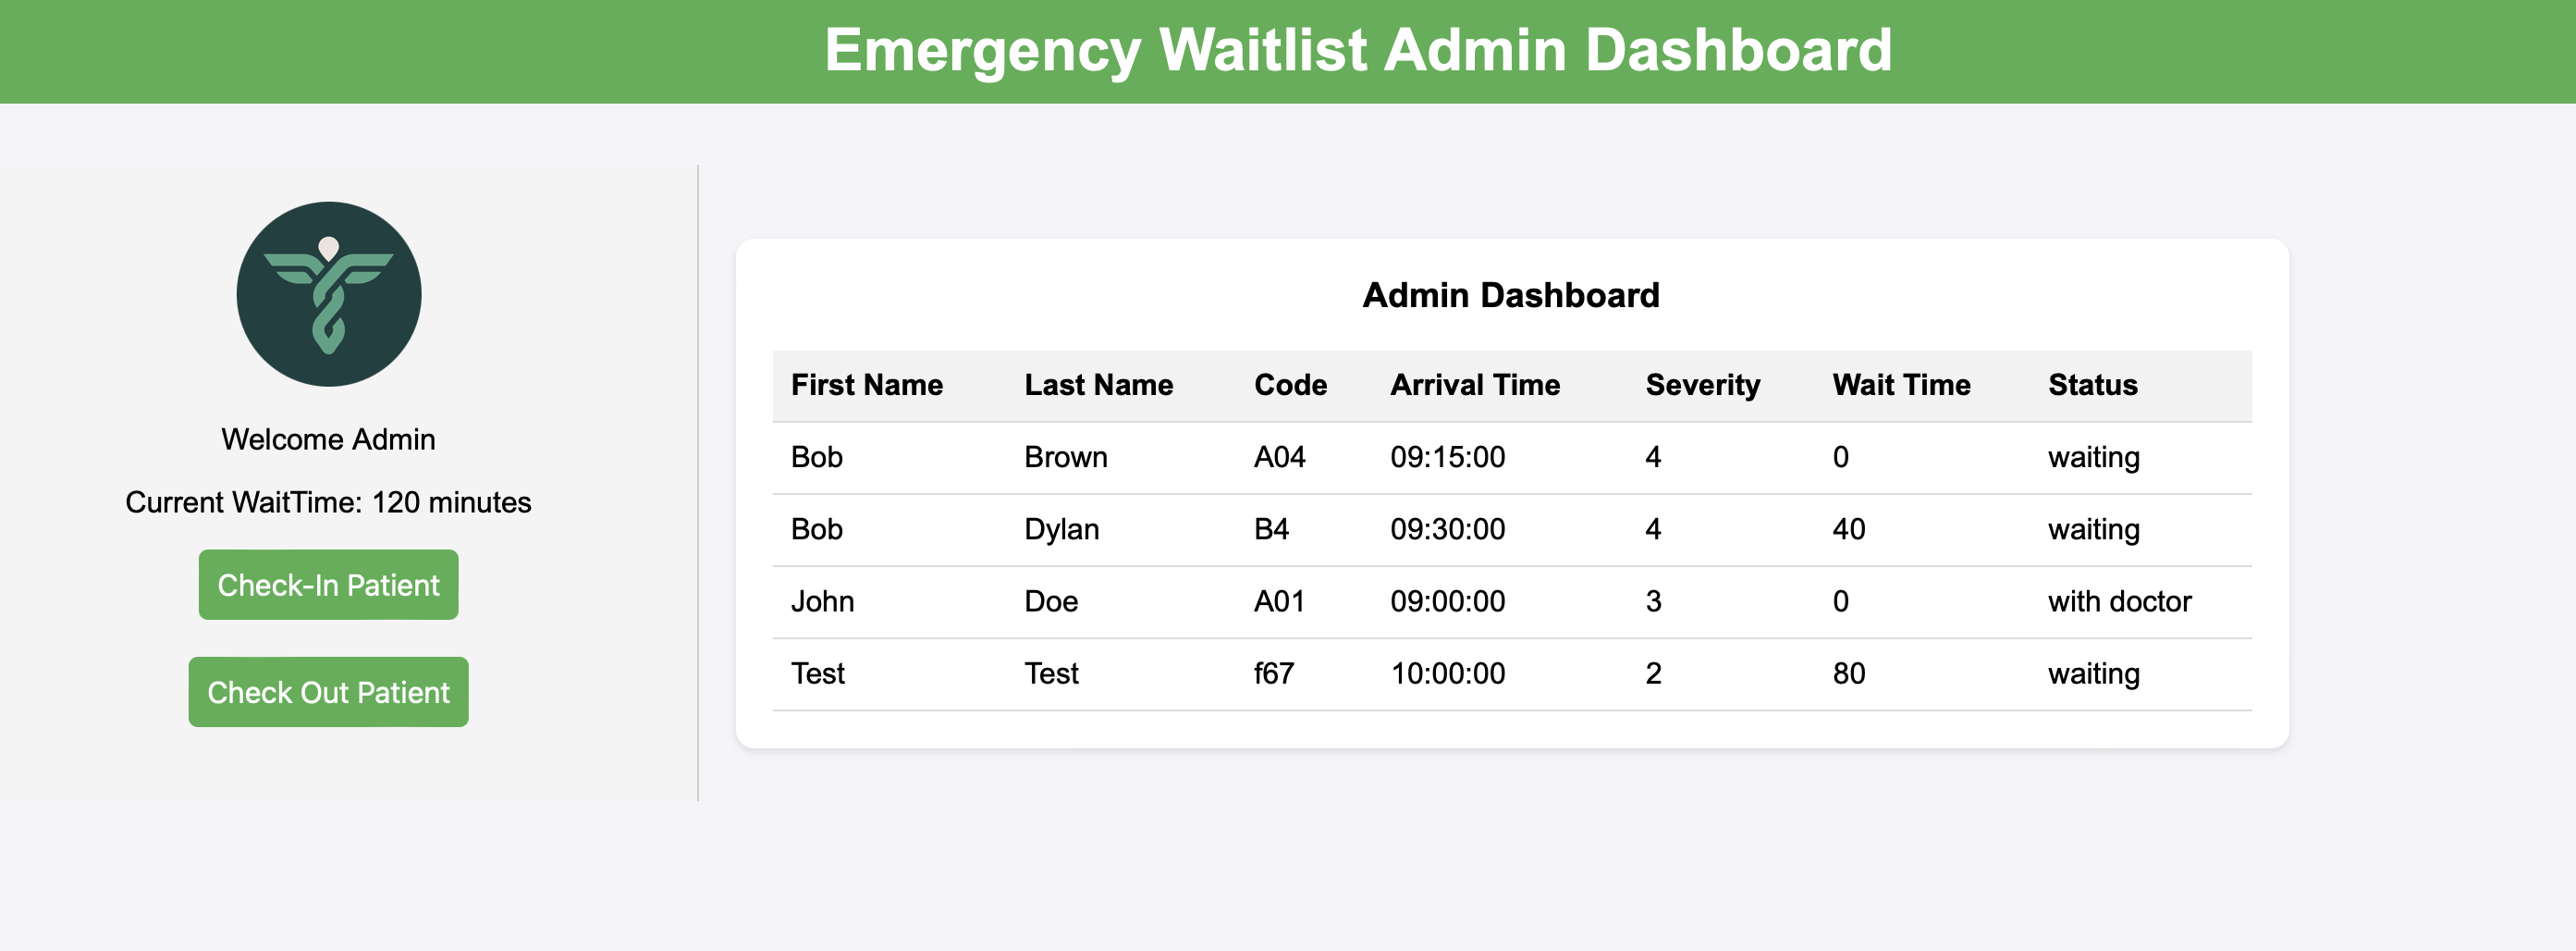 Emergency Waitlist Admin Dashboard
Welcome Admin
Current WaitTime: 120 minutes
Check-In Patient
Check Out Patient
Admin Dashboard
First Name Last Name Code Arrival Time Severity Wait Time Status
Bob Brown A04 09:15:00 4 0 waiting
Bob Dylan B4 09:30:00 4 40 waiting
John Doe A01 09:00:00 3 0 with doctor
Test Test f67 10:00:00 2 80 waiting